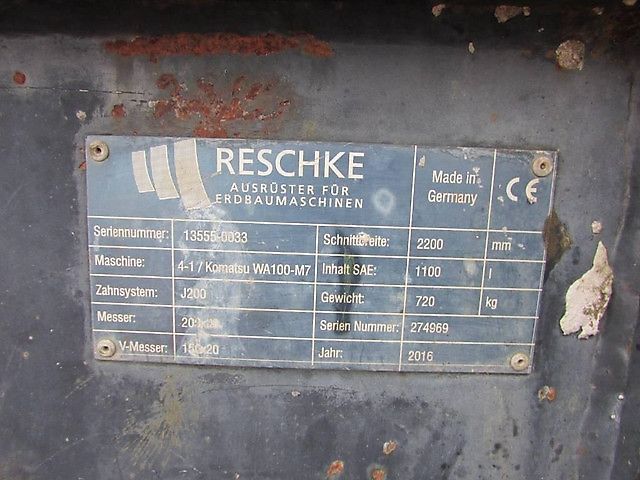 RESCHKE
AUSRÜSTER FÜR
ERDBAUMASCHINEN
Made in
Germany
CE
Seriennummer: 13555-0033 Schnittbreite: 2200 mm
Maschine: 4-1 / Komatsu WA100-M7 Inhalt SAE: 1100 l
Zahnsystem: J200 Gewicht: 720 kg
Messer: Serien Nummer: 274969
V-Messer: Jahr: 2016